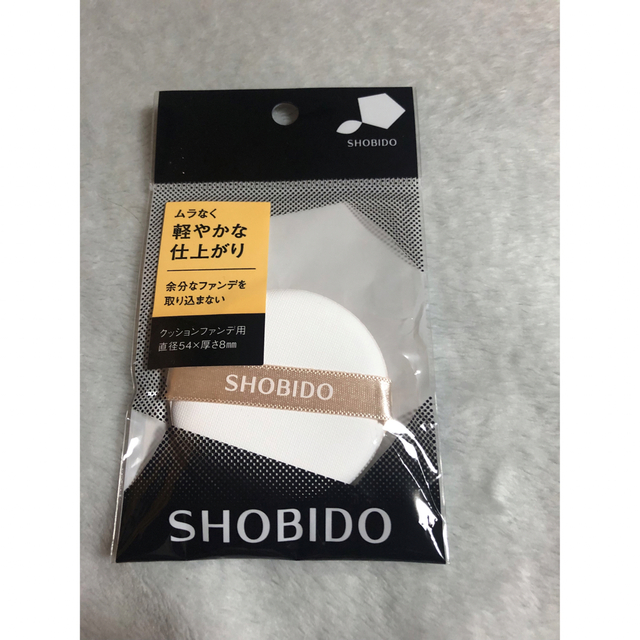 SHOBIDO
ムラなく
軽やかな
仕上がり
余分なファンデを
取り込まない
クッションファンデ用
直径54×厚さ8㎜
SHOBIDO
SHOBIDO